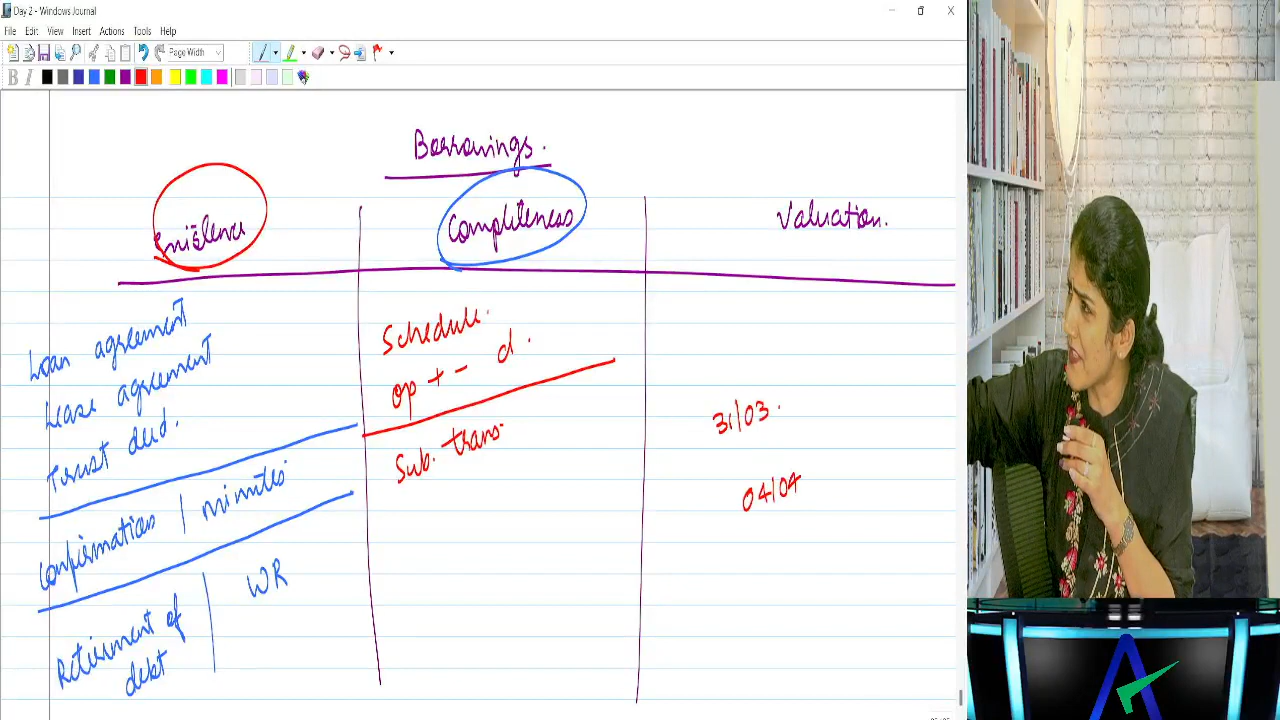 Day 2 - Windows Journal
File Edit View Insert Actions Tools Help
Page Width
B I
Borrowings.
Existence Completeness Valuation.
Loan agreement
Lease agreement
Trust deed.
Confirmations | minutes
Retirement of debt | WR
Schedule.
op + - cl.
Sub. trans
31/03
04/04